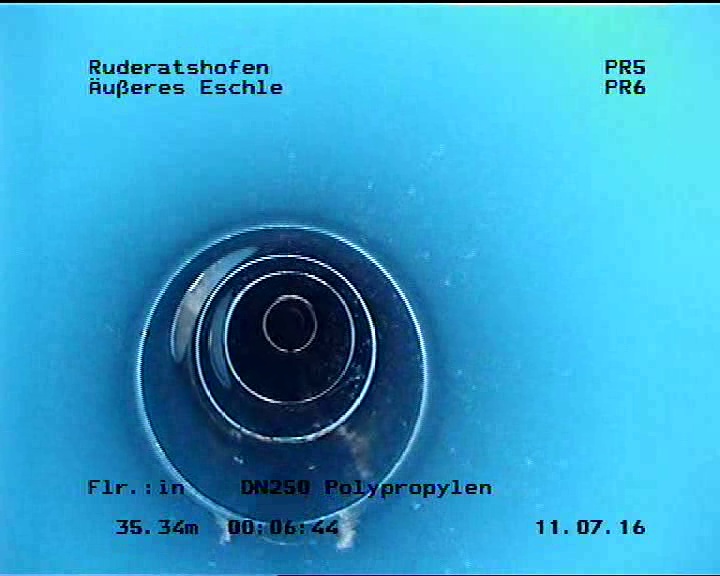 Ruderatshofen PR5
Äußeres Eschle PR6
Flr.:in DN250 Polypropylen
35.34m 00:06:44 11.07.16